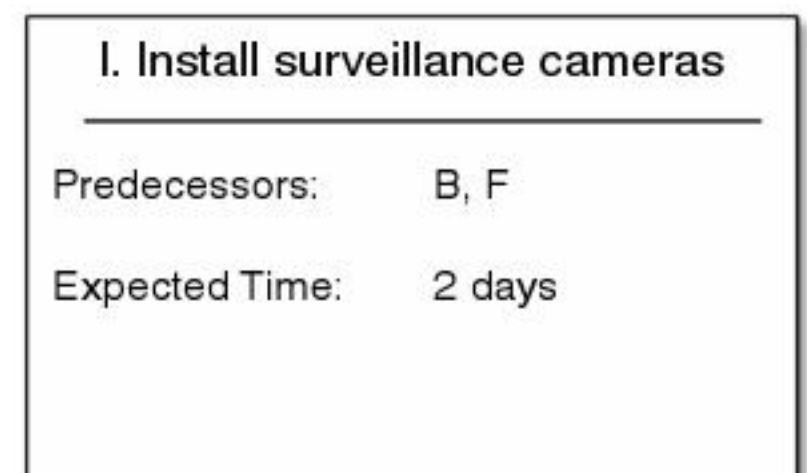 I. Install surveillance cameras
Predecessors: B, F
Expected Time: 2 days